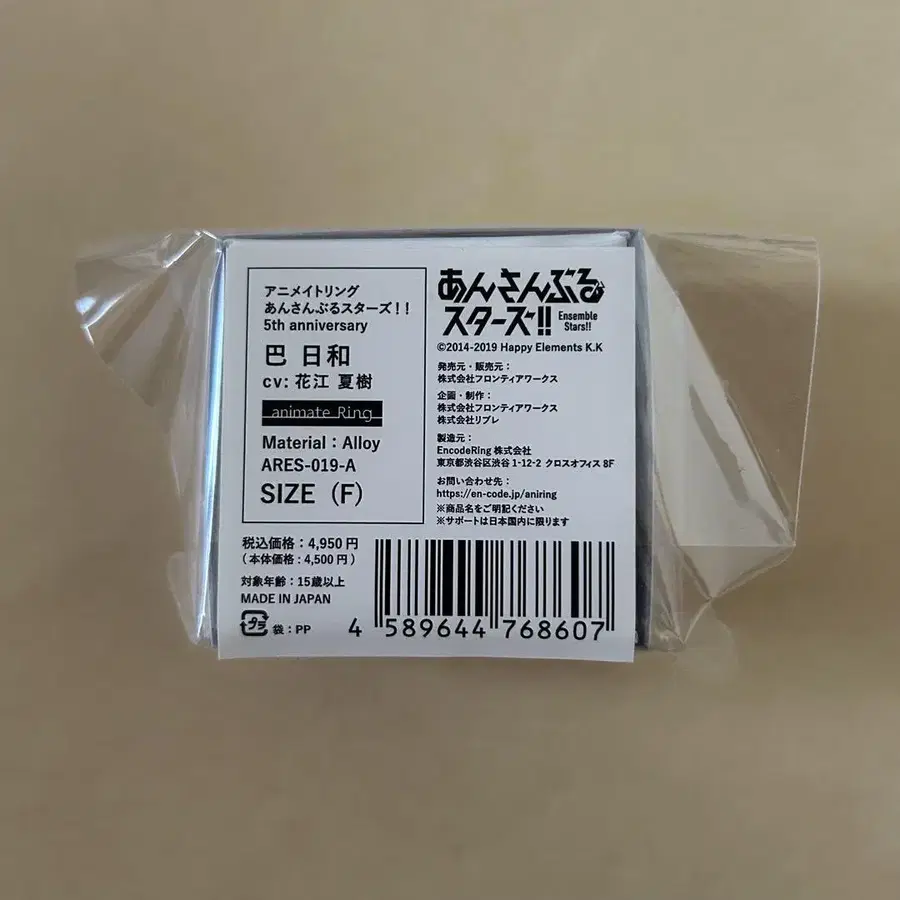 アニメイトリング
あんさんぶるスターズ！！
5th anniversary
巴 日和
cv: 花江 夏樹
animate Ring
Material：Alloy
ARES-019-A
SIZE（F）
あんさんぶる
スターズ!!
Ensemble
Stars!!
©2014-2019 Happy Elements K.K
発売元・販売元：
株式会社フロンティアワークス
企画・制作：
株式会社フロンティアワークス
株式会社リブレ
製造元：
EncodeRing 株式会社
東京都渋谷区渋谷 1-12-2 クロスオフィス 8F
お問い合わせ先：
https://en-code.jp/aniring
※商品名をご明記ください
※サポートは日本国内に限ります
税込価格：4,950 円
（本体価格：4,500 円）
対象年齢：15歳以上
MADE IN JAPAN
プラ 袋：PP
4 589644 768607